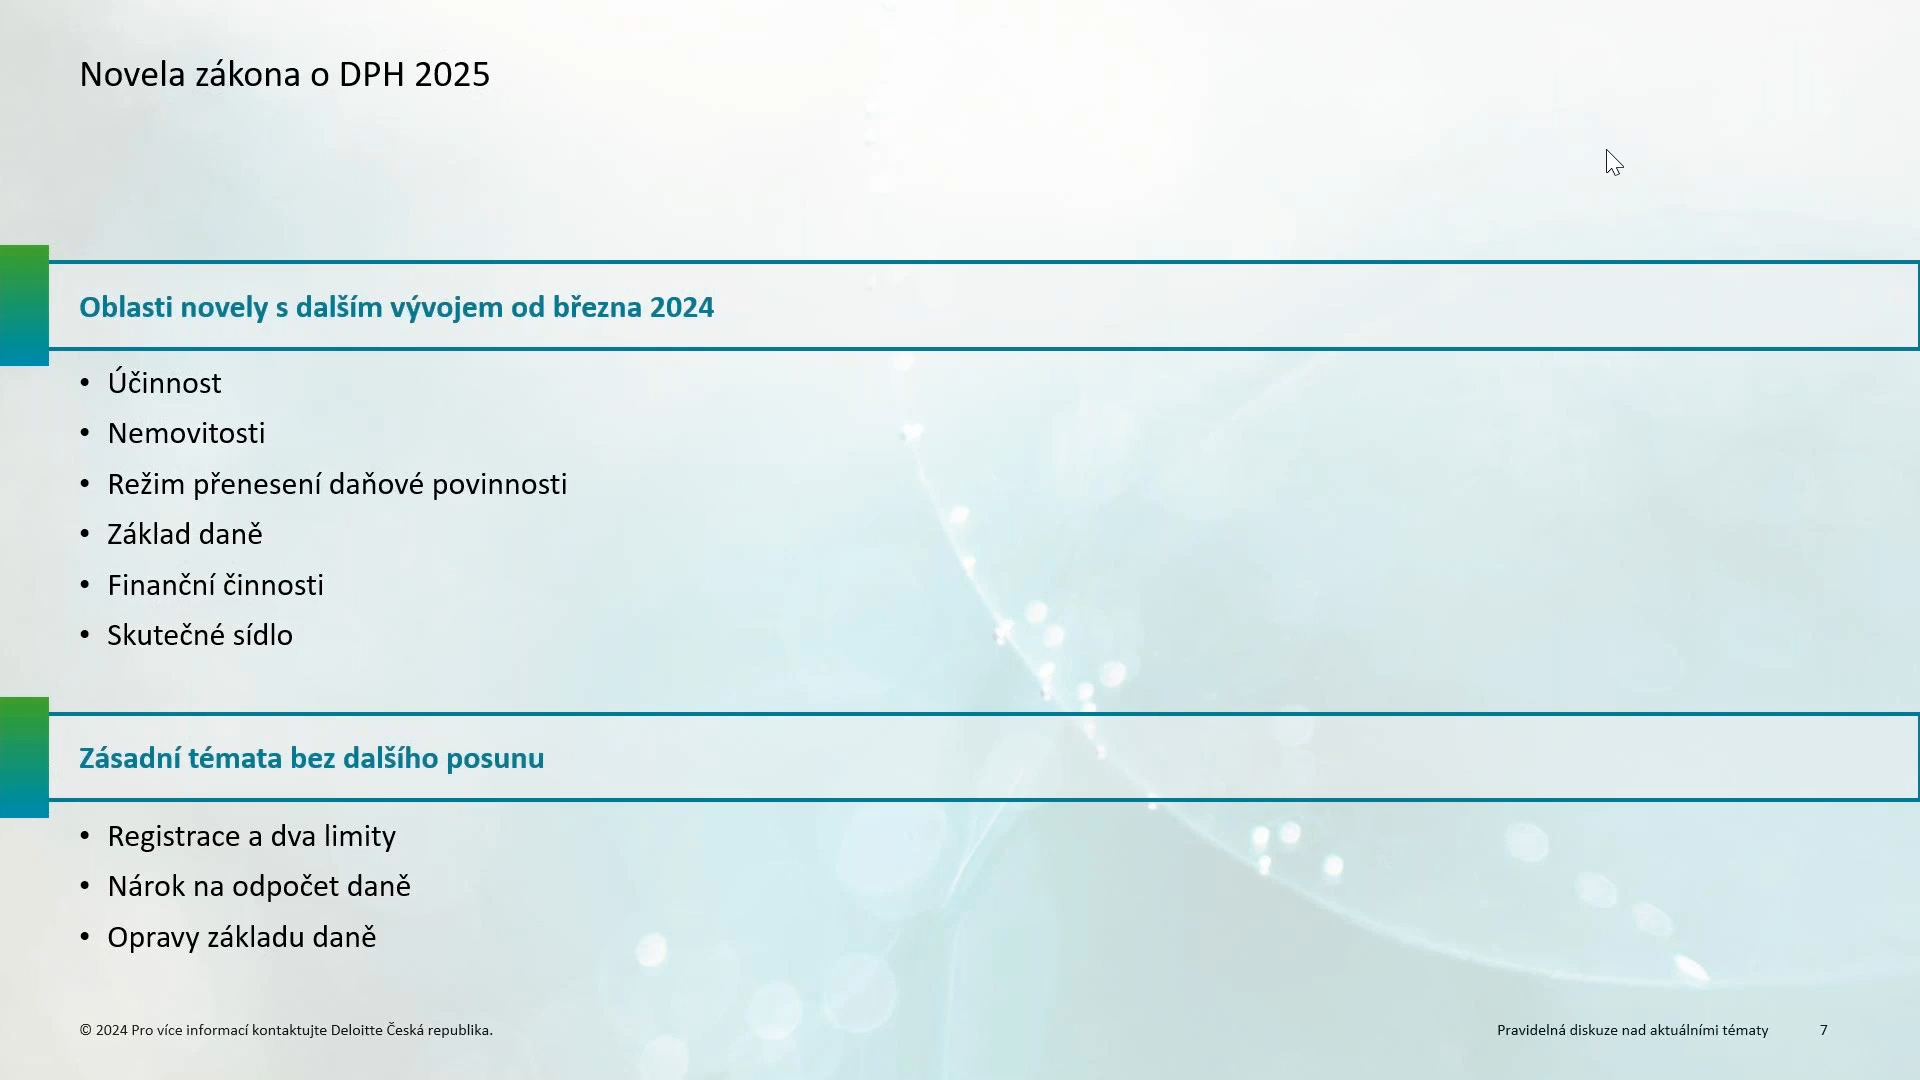 Novela zákona o DPH 2025
Oblasti novely s dalším vývojem od března 2024
• Účinnost
• Nemovitosti
• Režim přenesení daňové povinnosti
• Základ daně
• Finanční činnosti
• Skutečné sídlo
Zásadní témata bez dalšího posunu
• Registrace a dva limity
• Nárok na odpočet daně
• Opravy základu daně
© 2024 Pro více informací kontaktujte Deloitte Česká republika.
Pravidelná diskuze nad aktuálními tématy 7